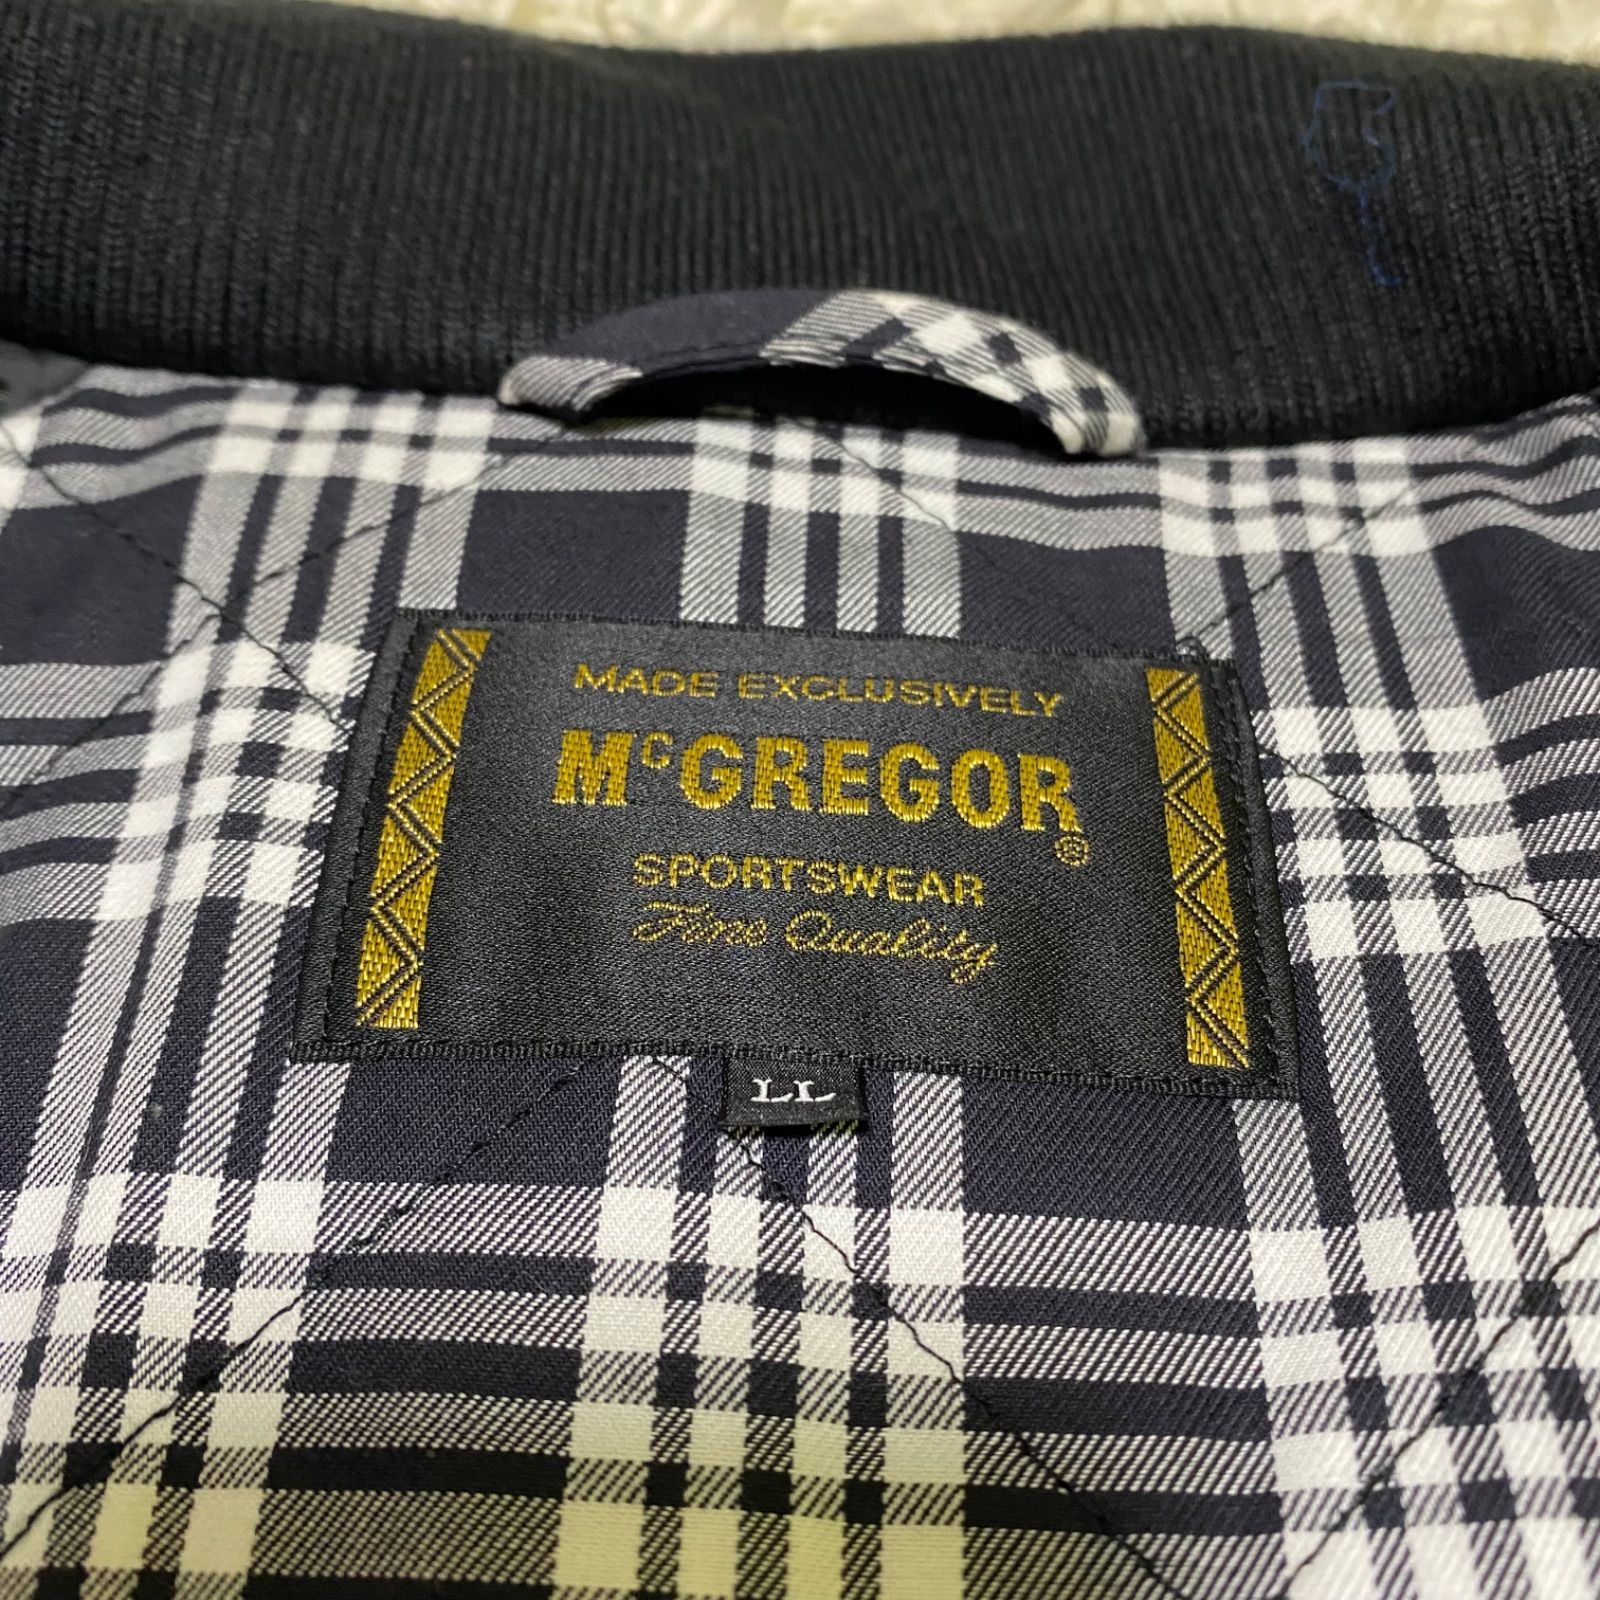 MADE EXCLUSIVELY
McGREGOR®
SPORTSWEAR
Fine Quality
LL